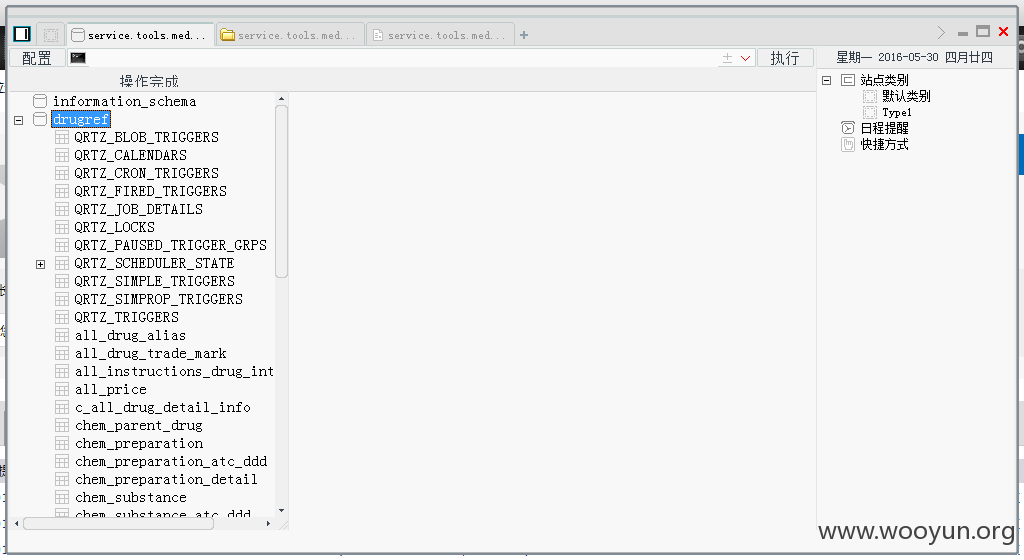 service.tools.med...
service.tools.med...
service.tools.med...
配置
执行
星期一 2016-05-30 四月廿四
操作完成
information_schema
drugref
QRTZ_BLOB_TRIGGERS
QRTZ_CALENDARS
QRTZ_CRON_TRIGGERS
QRTZ_FIRED_TRIGGERS
QRTZ_JOB_DETAILS
QRTZ_LOCKS
QRTZ_PAUSED_TRIGGER_GRPS
QRTZ_SCHEDULER_STATE
QRTZ_SIMPLE_TRIGGERS
QRTZ_SIMPROP_TRIGGERS
QRTZ_TRIGGERS
all_drug_alias
all_drug_trade_mark
all_instructions_drug_int
all_price
c_all_drug_detail_info
chem_parent_drug
chem_preparation
chem_preparation_atc_ddd
chem_preparation_detail
chem_substance
chem_substance_atc_ddd
站点类别
默认类别
Type1
日程提醒
快捷方式
www.wooyun.org